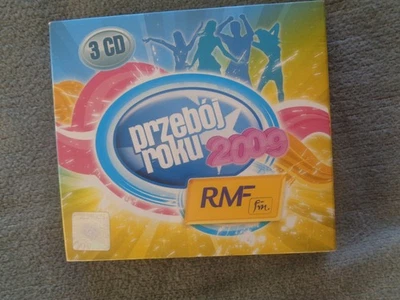 3 CD
przebój
roku 2009
RMF fm